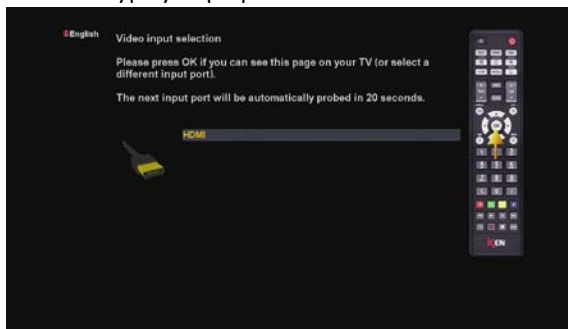 English
Video input selection
Please press OK if you can see this page on your TV (or select a
different input port).
The next input port will be automatically probed in 20 seconds.
HDMI
OK